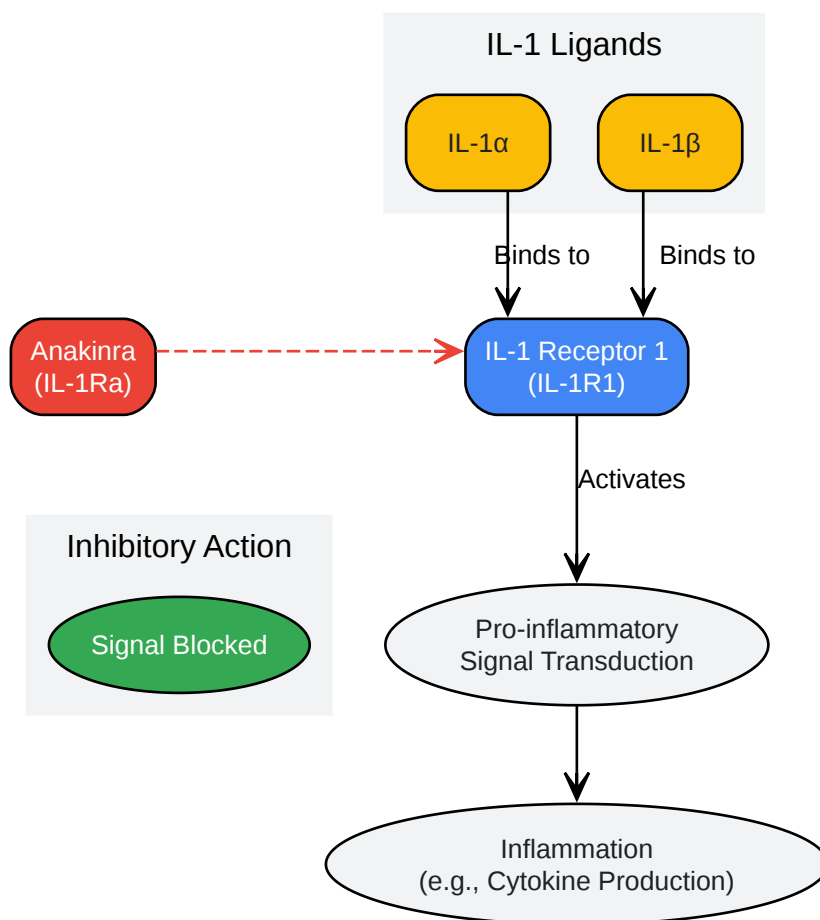 IL-1 Ligands
IL-1α
IL-1β
Binds to
Binds to
Anakinra
(IL-1Ra)
IL-1 Receptor 1
(IL-1R1)
Activates
Inhibitory Action
Signal Blocked
Pro-inflammatory
Signal Transduction
Inflammation
(e.g., Cytokine Production)